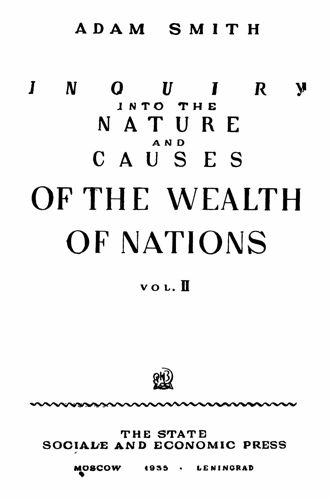 ADAM SMITH
INQUIRY
INTO THE
NATURE
AND
CAUSES
OF THE WEALTH
OF NATIONS
VOL. II
THE STATE
SOCIALE AND ECONOMIC PRESS
MOSCOW 1935 • LENINGRAD